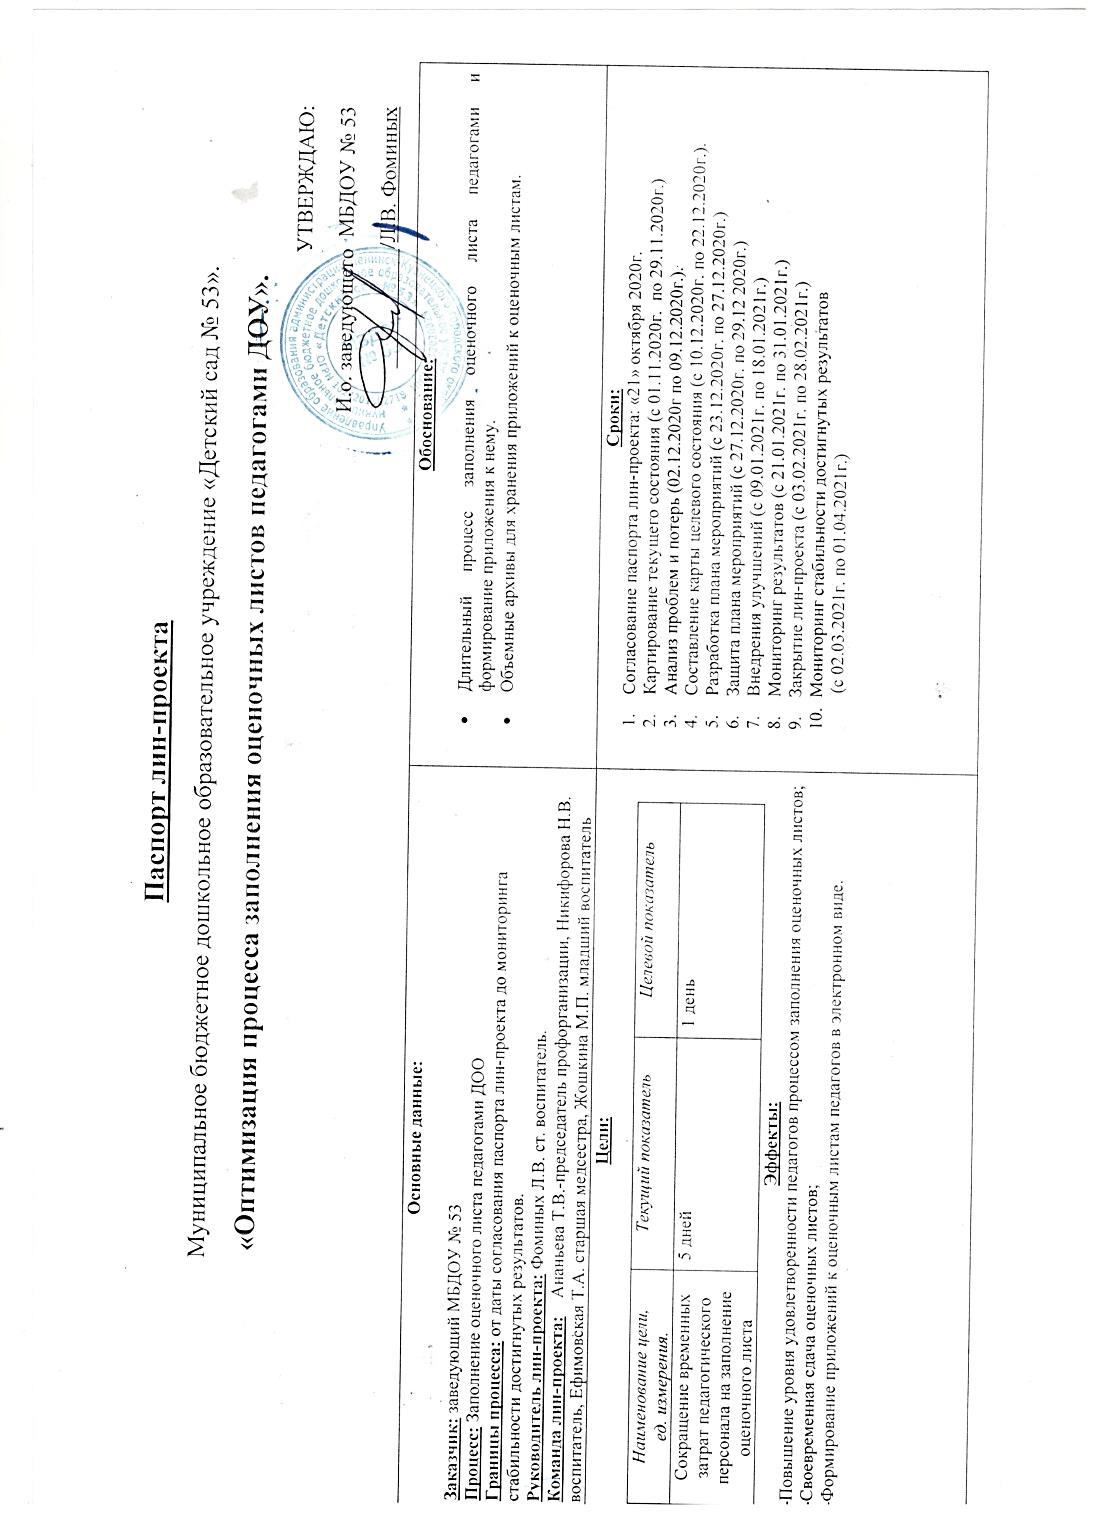 Паспорт лин-проекта
Муниципальное бюджетное дошкольное образовательное учреждение «Детский сад № 53».
«Оптимизация процесса заполнения оценочных листов педагогами ДОУ».
УТВЕРЖДАЮ:
И.о. заведующего МБДОУ № 53
/Л.В. Фоминых
Основные данные:
Заказчик: заведующий МБДОУ № 53
Процесс: Заполнение оценочного листа педагогами ДОО
Границы процесса: от даты согласования паспорта лин-проекта до мониторинга
стабильности достигнутых результатов.
Руководитель лин-проекта: Фоминых Л.В. ст. воспитатель.
Команда лин-проекта: Ананьева Т.В.-председатель профорганизации, Никифорова Н.В.
воспитатель, Ефимовская Т.А. старшая медсестра, Жошкина М.П. младший воспитатель
Обоснование:
• Длительный процесс заполнения оценочного листа педагогами и
формирование приложения к нему.
• Объемные архивы для хранения приложений к оценочным листам.
Цели:
Наименование цели, ед. измерения. Текущий показатель Целевой показатель
Сокращение временных 5 дней 1 день
затрат педагогического
персонала на заполнение
оценочного листа
Эффекты:
-Повышение уровня удовлетворенности педагогов процессом заполнения оценочных листов;
-Своевременная сдача оценочных листов;
-Формирование приложений к оценочным листам педагогов в электронном виде.
Сроки:
1. Согласование паспорта лин-проекта: «21» октября 2020г.
2. Картирование текущего состояния (с 01.11.2020г. по 29.11.2020г.)
3. Анализ проблем и потерь (02.12.2020г по 09.12.2020г.).
4. Составление карты целевого состояния (с 10.12.2020г. по 22.12.2020г.).
5. Разработка плана мероприятий (с 23.12.2020г. по 27.12.2020г.)
6. Защита плана мероприятий (с 27.12.2020г. по 29.12 2020г.)
7. Внедрения улучшений (с 09.01.2021г. по 18.01.2021г.)
8. Мониторинг результатов (с 21.01.2021г. по 31.01.2021г.)
9. Закрытие лин-проекта (с 03.02.2021г. по 28.02.2021г.)
10. Мониторинг стабильности достигнутых результатов
(с 02.03.2021г. по 01.04.2021г.)